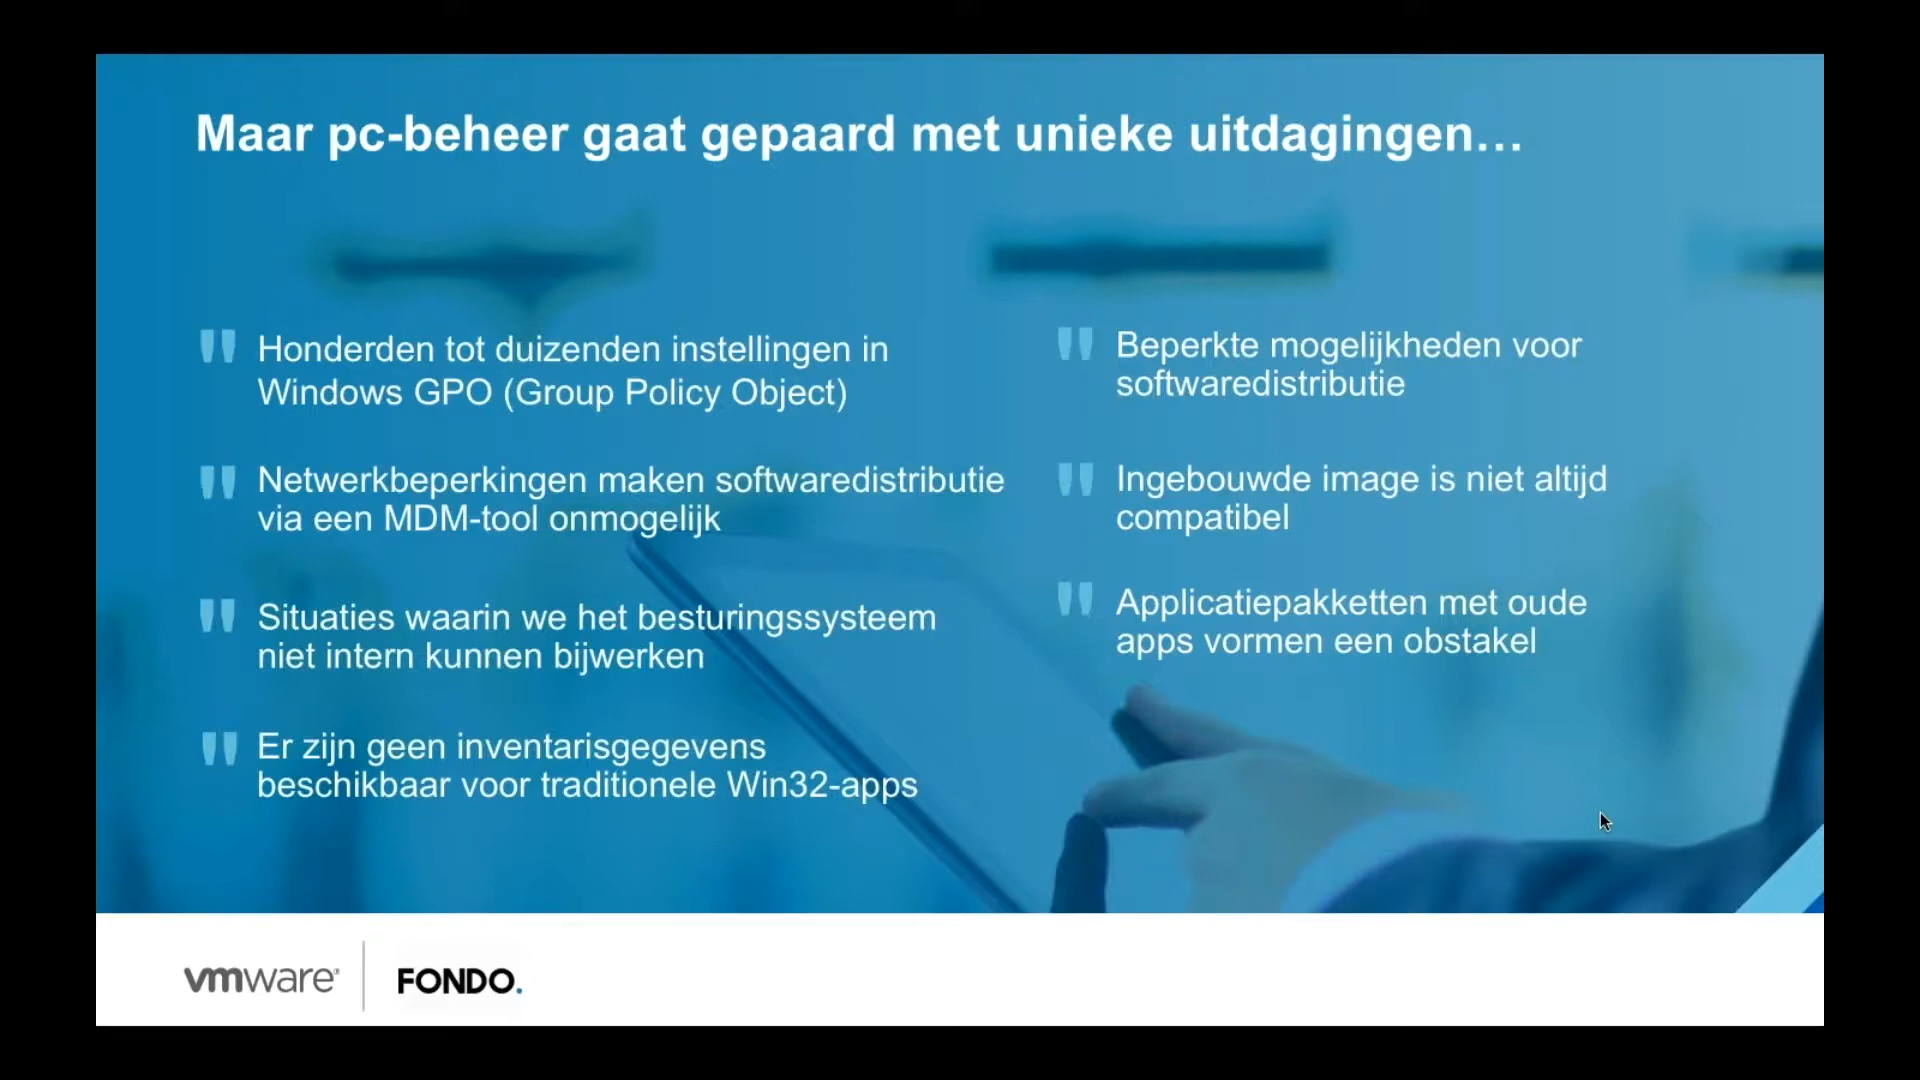 Maar pc-beheer gaat gepaard met unieke uitdagingen...
" Honderden tot duizenden instellingen in
Windows GPO (Group Policy Object)
" Netwerkbeperkingen maken softwaredistributie
via een MDM-tool onmogelijk
" Situaties waarin we het besturingssysteem
niet intern kunnen bijwerken
" Er zijn geen inventarisgegevens
beschikbaar voor traditionele Win32-apps
" Beperkte mogelijkheden voor
softwaredistributie
" Ingebouwde image is niet altijd
compatibel
" Applicatiepakketten met oude
apps vormen een obstakel
vmware®
FONDO.